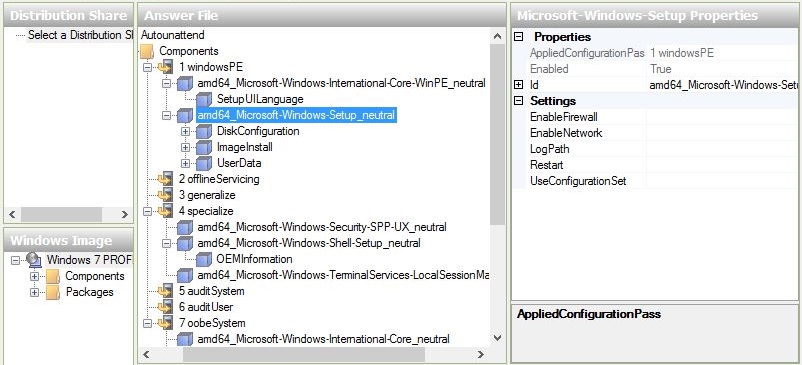 Distribution Share
Select a Distribution Sl
Windows Image
Windows 7 PROF
Components
Packages
Answer File
Autounattend
Components
1 windowsPE
amd64_Microsoft-Windows-International-Core-WinPE_neutral
SetupUILanguage
amd64_Microsoft-Windows-Setup_neutral
DiskConfiguration
ImageInstall
UserData
2 offlineServicing
3 generalize
4 specialize
amd64_Microsoft-Windows-Security-SPP-UX_neutral
amd64_Microsoft-Windows-Shell-Setup_neutral
OEMInformation
amd64_Microsoft-Windows-TerminalServices-LocalSessionMa
5 auditSystem
6 auditUser
7 oobeSystem
amd64_Microsoft-Windows-International-Core_neutral
Microsoft-Windows-Setup Properties
Properties
AppliedConfigurationPas 1 windowsPE
Enabled True
Id amd64_Microsoft-Windows-Setu
Settings
EnableFirewall
EnableNetwork
LogPath
Restart
UseConfigurationSet
AppliedConfigurationPass